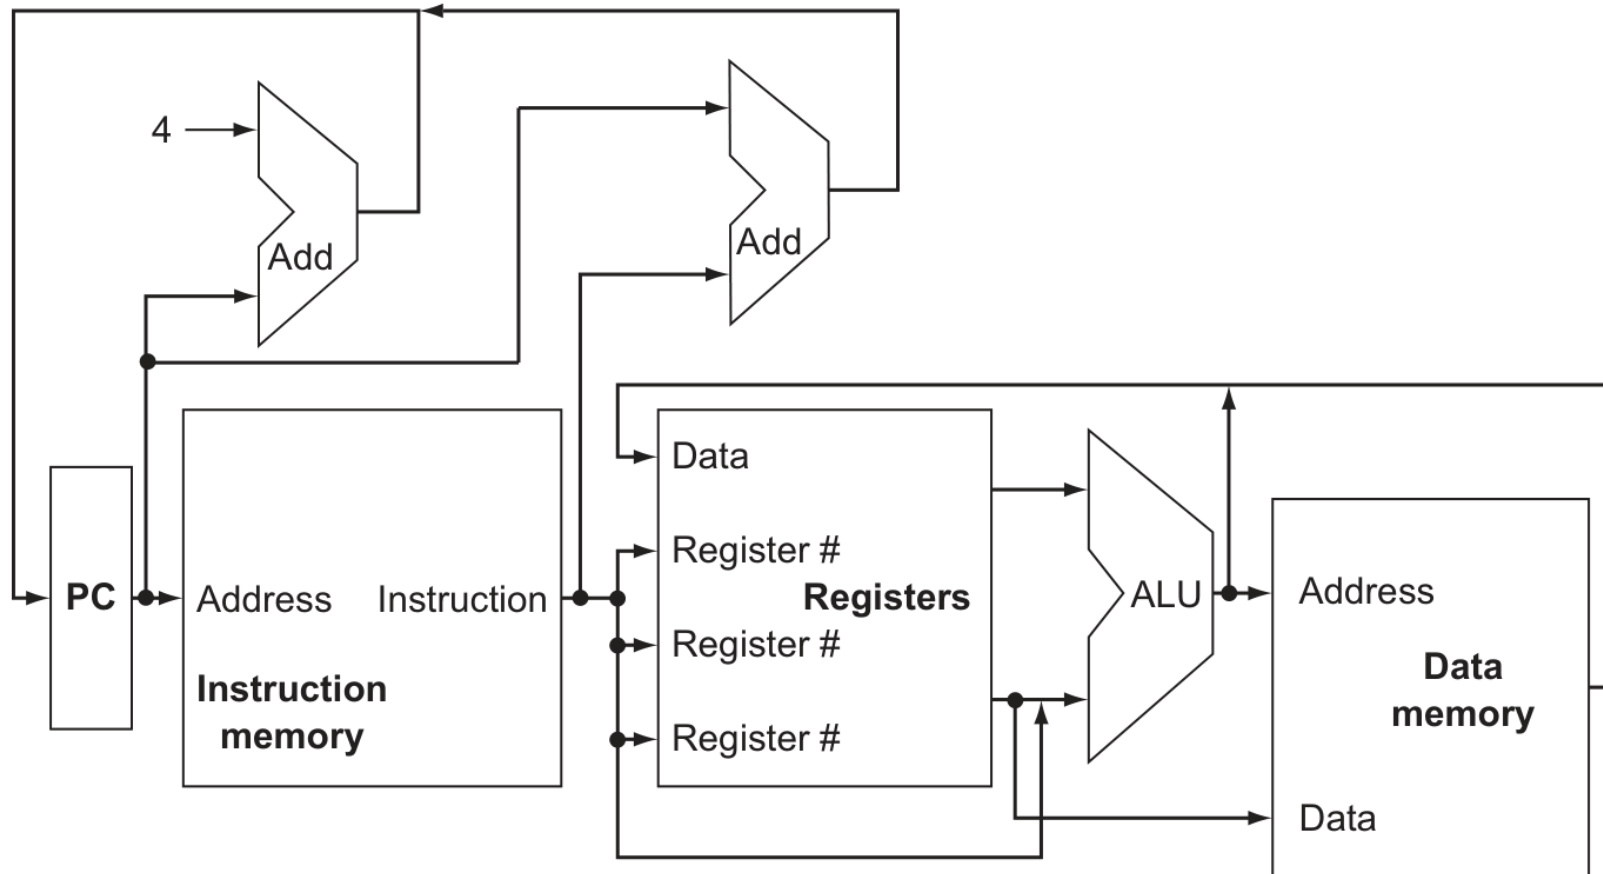 4
Add
Add
Data
Register #
Registers
Register #
Register #
PC
Address
Instruction
Instruction
memory
ALU
Address
Data
memory
Data